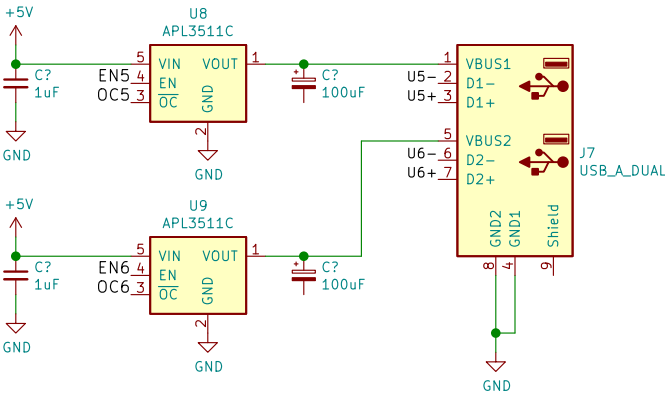 +5V
U8
APL3511C
C?
1uF
GND
EN5
OC5
5
4
3
VIN
EN
OC
VOUT
GND
1
2
GND
C?
100uF
U5-
U5+
U6-
U6+
1
2
3
5
6
7
VBUS1
D1-
D1+
VBUS2
D2-
D2+
GND2
GND1
Shield
8
4
9
J7
USB_A_DUAL
GND
+5V
U9
APL3511C
C?
1uF
GND
EN6
OC6
5
4
3
VIN
EN
OC
VOUT
GND
1
2
GND
C?
100uF